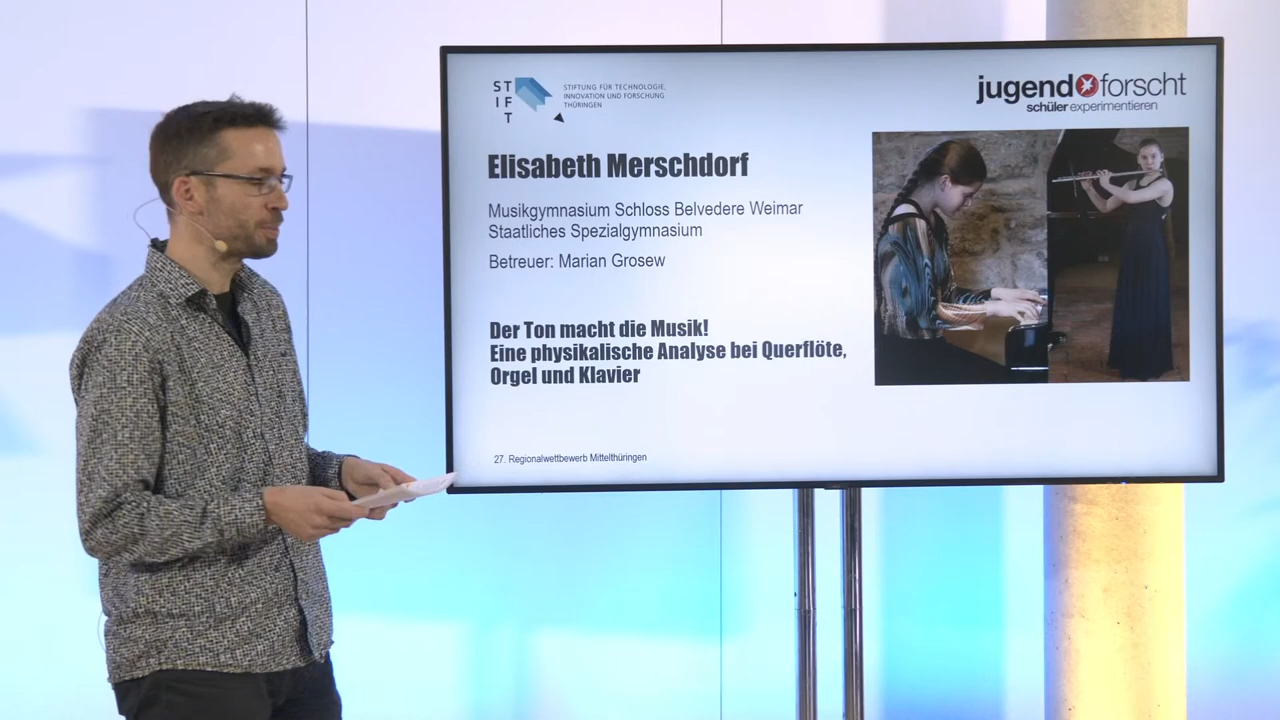 ST
IF
T
STIFTUNG FÜR TECHNOLOGIE,
INNOVATION UND FORSCHUNG
THÜRINGEN
jugend forscht
schüler experimentieren
Elisabeth Merschdorf
Musikgymnasium Schloss Belvedere Weimar
Staatliches Spezialgymnasium
Betreuer: Marian Grosew
Der Ton macht die Musik!
Eine physikalische Analyse bei Querflöte,
Orgel und Klavier
27. Regionalwettbewerb Mittelthüringen